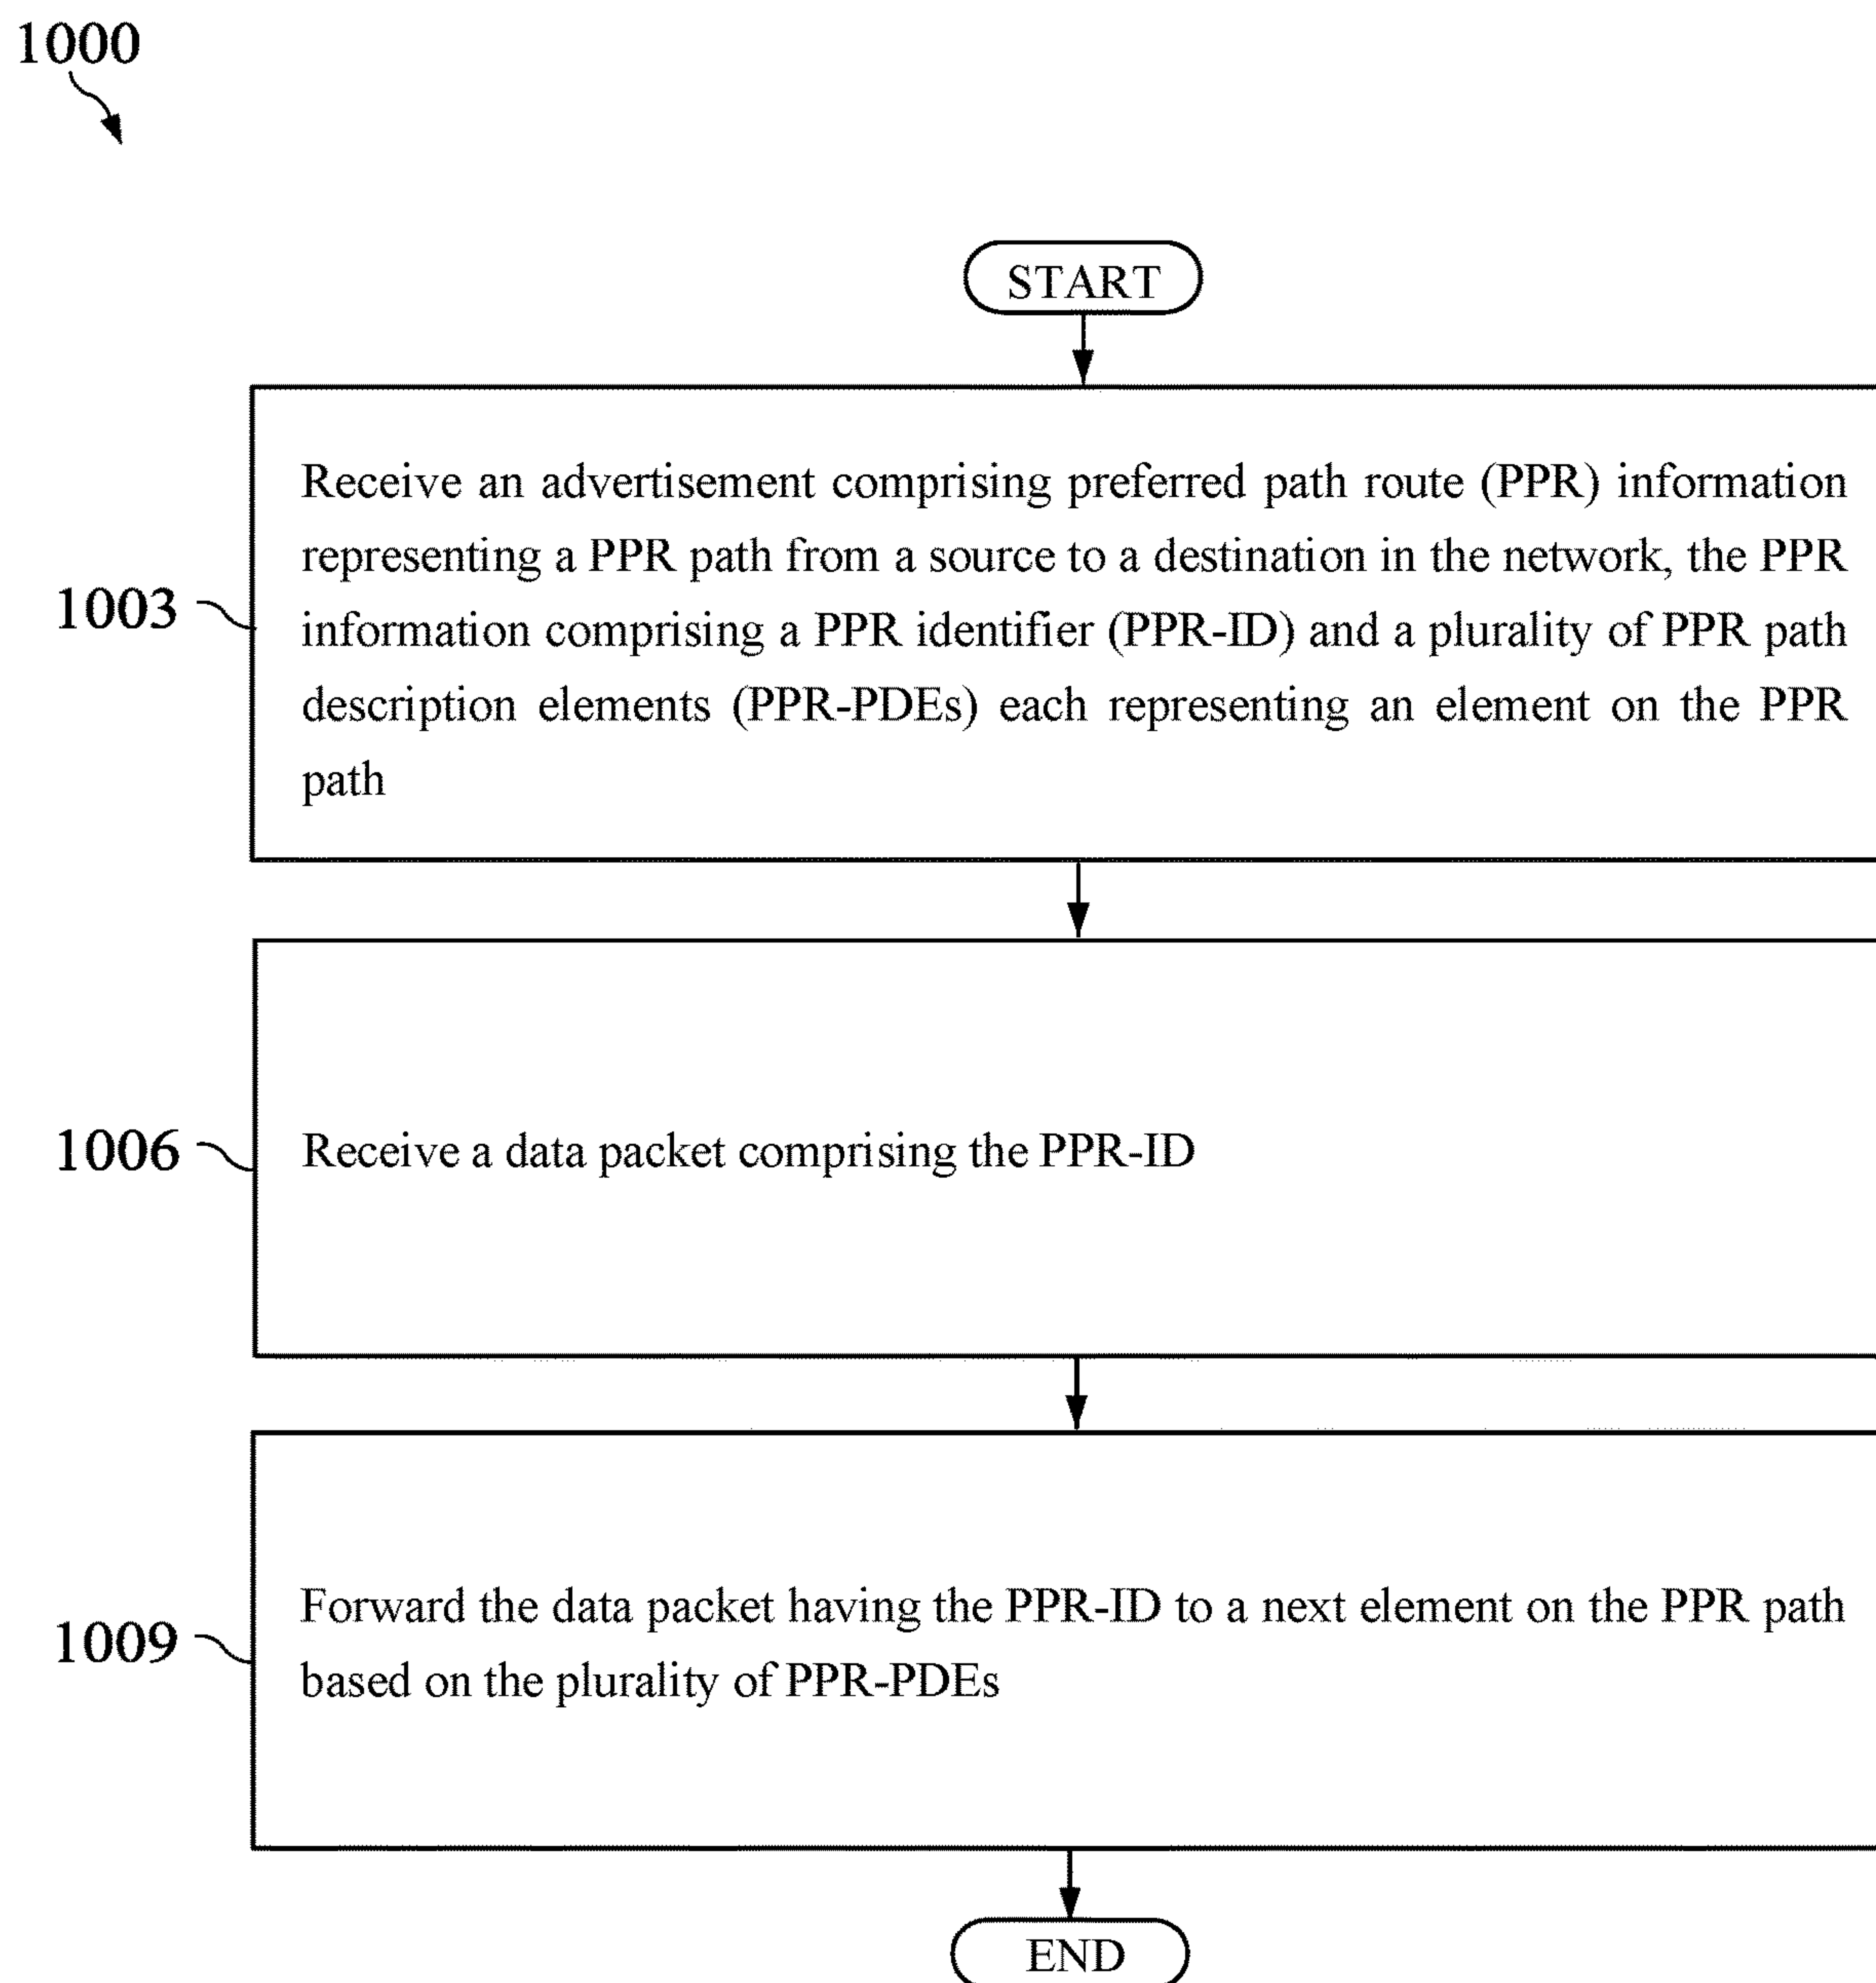 1000
START
Receive an advertisement comprising preferred path route (PPR) information
representing a PPR path from a source to a destination in the network, the PPR
1003
information comprising a PPR identifier (PPR-ID) and a plurality of PPR path
description elements (PPR-PDEs) each representing an element on the PPR
path
1006
Receive a data packet comprising the PPR-ID
Forward the data packet having the PPR-ID to a next element on the PPR path
1009
based on the plurality of PPR-PDEs
END